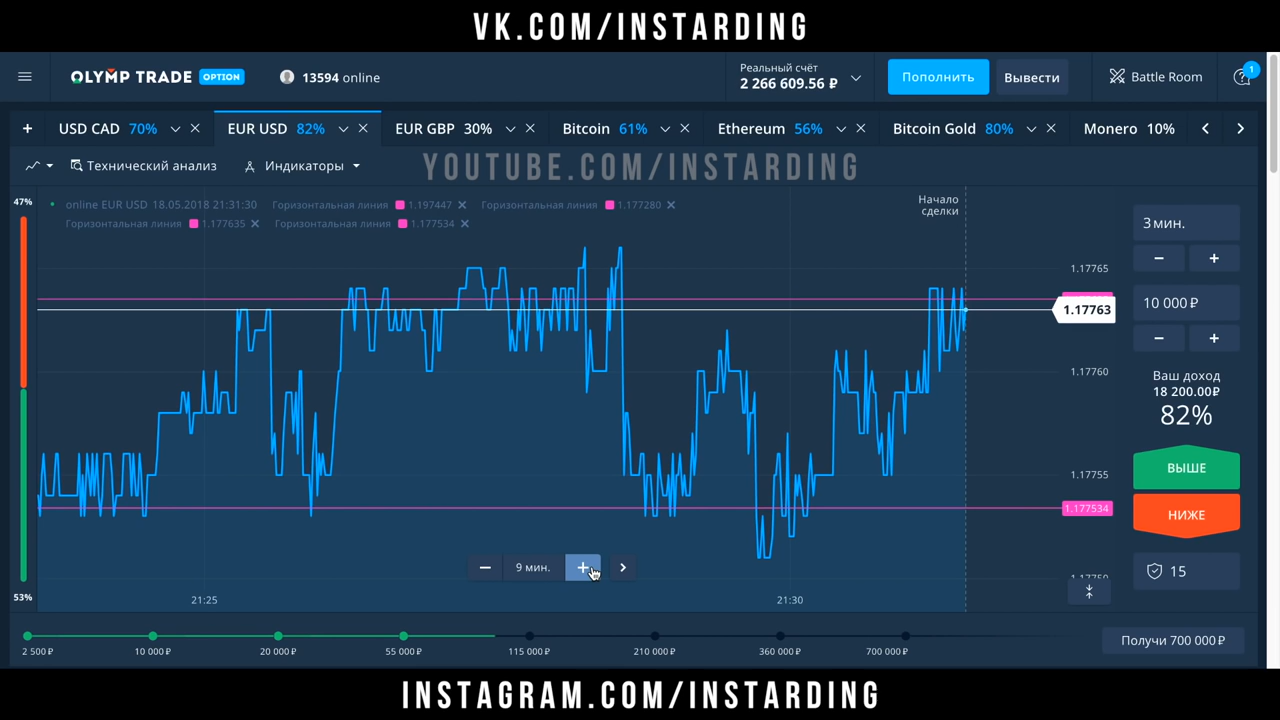 VK.COM/INSTARDING
OLYMP TRADE OPTION
13594 online
Реальный счёт
2 266 609.56 ₽
Пополнить
Вывести
Battle Room
1
+ USD CAD 70%
EUR USD 82%
EUR GBP 30%
Bitcoin 61%
Ethereum 56%
Bitcoin Gold 80%
Monero 10%
Технический анализ
Индикаторы
YOUTUBE.COM/INSTARDING
47%
online EUR USD 18.05.2018 21:31:30
Горизонтальная линия 1.197447
Горизонтальная линия 1.177280
Горизонтальная линия 1.177635
Горизонтальная линия 1.177534
Начало
сделки
1.17765
1.17763
1.17760
1.17755
1.177534
1.17750
3 мин.
− +
10 000 ₽
− +
Ваш доход
18 200.00₽
82%
ВЫШЕ
НИЖЕ
15
− 9 мин. +
53%
21:25
21:30
2 500 ₽
10 000 ₽
20 000 ₽
55 000 ₽
115 000 ₽
210 000 ₽
360 000 ₽
700 000 ₽
Получи 700 000 ₽
INSTAGRAM.COM/INSTARDING